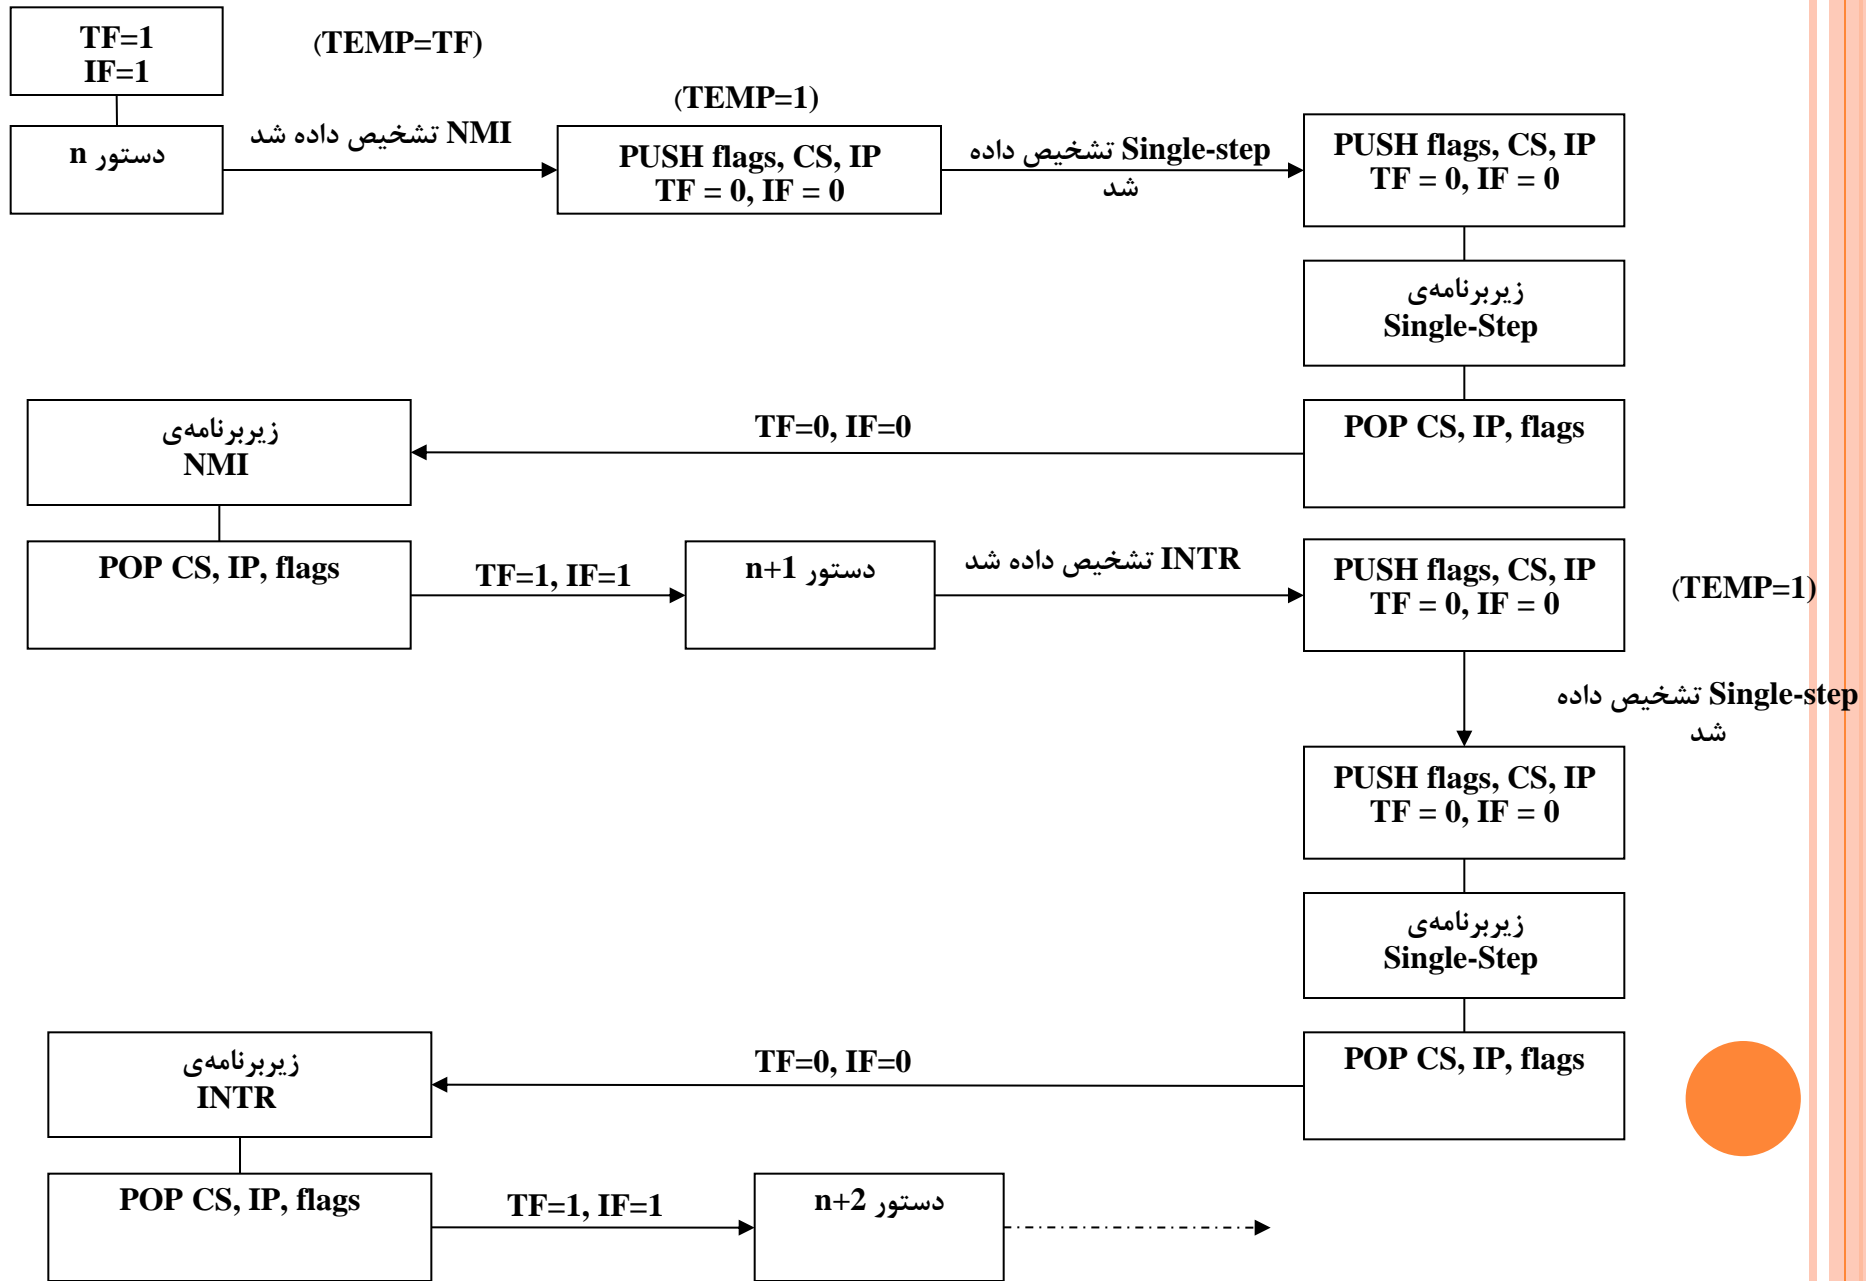 TF=1
IF=1
(TEMP=TF)
دستور n
NMI تشخیص داده شد
(TEMP=1)
PUSH flags, CS, IP
TF = 0, IF = 0
Single-step تشخیص داده
شد
PUSH flags, CS, IP
TF = 0, IF = 0
زیربرنامه‌ی
Single-Step
POP CS, IP, flags
TF=0, IF=0
زیربرنامه‌ی
NMI
POP CS, IP, flags
TF=1, IF=1
دستور n+1
INTR تشخیص داده شد
PUSH flags, CS, IP
TF = 0, IF = 0
(TEMP=1)
Single-step تشخیص داده
شد
PUSH flags, CS, IP
TF = 0, IF = 0
زیربرنامه‌ی
Single-Step
POP CS, IP, flags
TF=0, IF=0
زیربرنامه‌ی
INTR
POP CS, IP, flags
TF=1, IF=1
دستور n+2